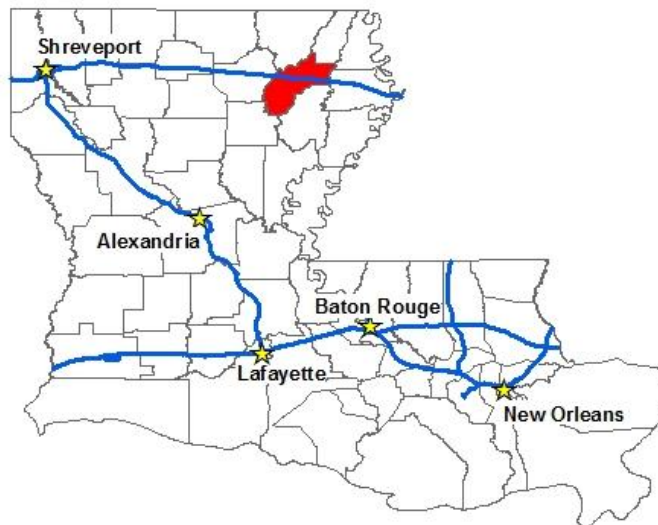 Shreveport
Alexandria
Baton Rouge
Lafayette
New Orleans